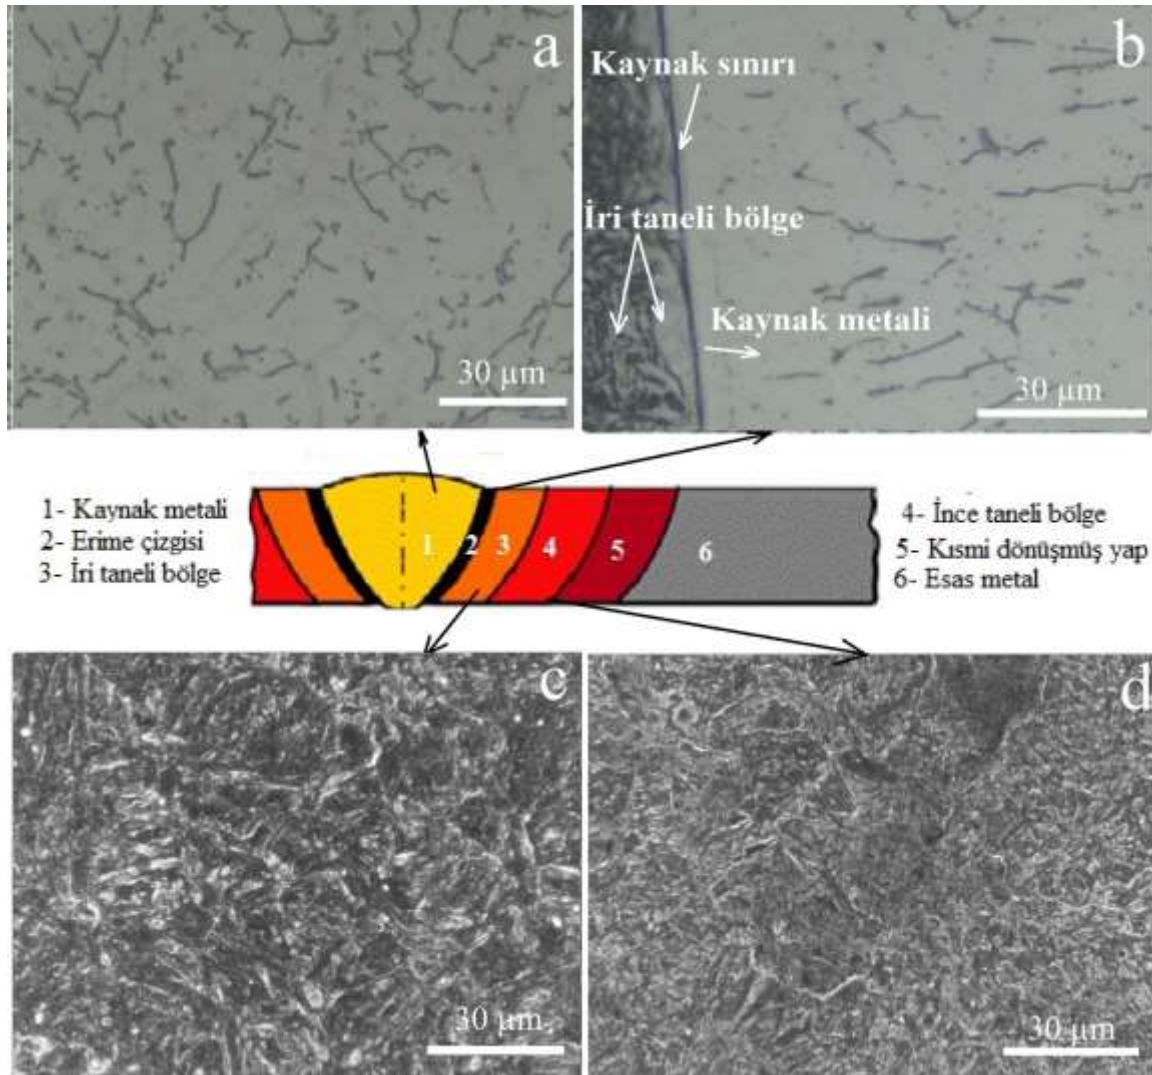 a
30 µm
b
Kaynak sınırı
İri taneli bölge
Kaynak metali
30 µm
1- Kaynak metali
2- Erime çizgisi
3- İri taneli bölge
1 2 3 4 5 6
4- İnce taneli bölge
5- Kısmi dönüşmüş yap
6- Esas metal
c
30 µm
d
30 µm